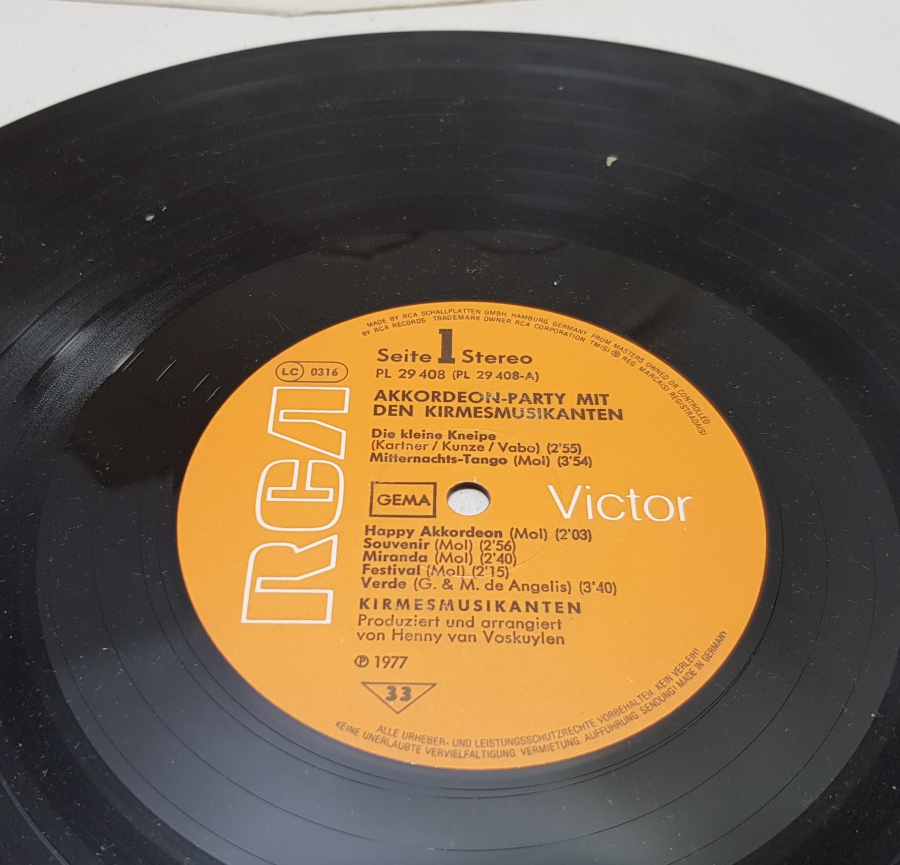 MADE BY RCA SCHALLPLATTEN GMBH, HAMBURG, GERMANY FROM MASTERS OWNED OR CONTROLLED
BY RCA RECORDS TRADEMARK OWNER RCA CORPORATION TM(S) ® REG MARCA(S) REGISTRADA(S)
Seite 1 Stereo
PL 29 408 (PL 29 408-A)
LC 0316
AKKORDEON-PARTY MIT
DEN KIRMESMUSIKANTEN
Die kleine Kneipe
(Kartner / Kunze / Vabo) (2'55)
Mitternachts-Tango (Mol) (3'54)
RCA
GEMA
Victor
Happy Akkordeon (Mol) (2'03)
Souvenir (Mol) (2'56)
Miranda (Mol) (2'40)
Festival (Mol) (2'15)
Verde (G. & M. de Angelis) (3'40)
KIRMESMUSIKANTEN
Produziert und arrangiert
von Henny van Voskuylen
℗ 1977
33
ALLE URHEBER- UND LEISTUNGSSCHUTZRECHTE VORBEHALTEN. KEIN VERLEIH!
KEINE UNERLAUBTE VERVIELFÄLTIGUNG, VERMIETUNG, AUFFÜHRUNG, SENDUNG! MADE IN GERMANY